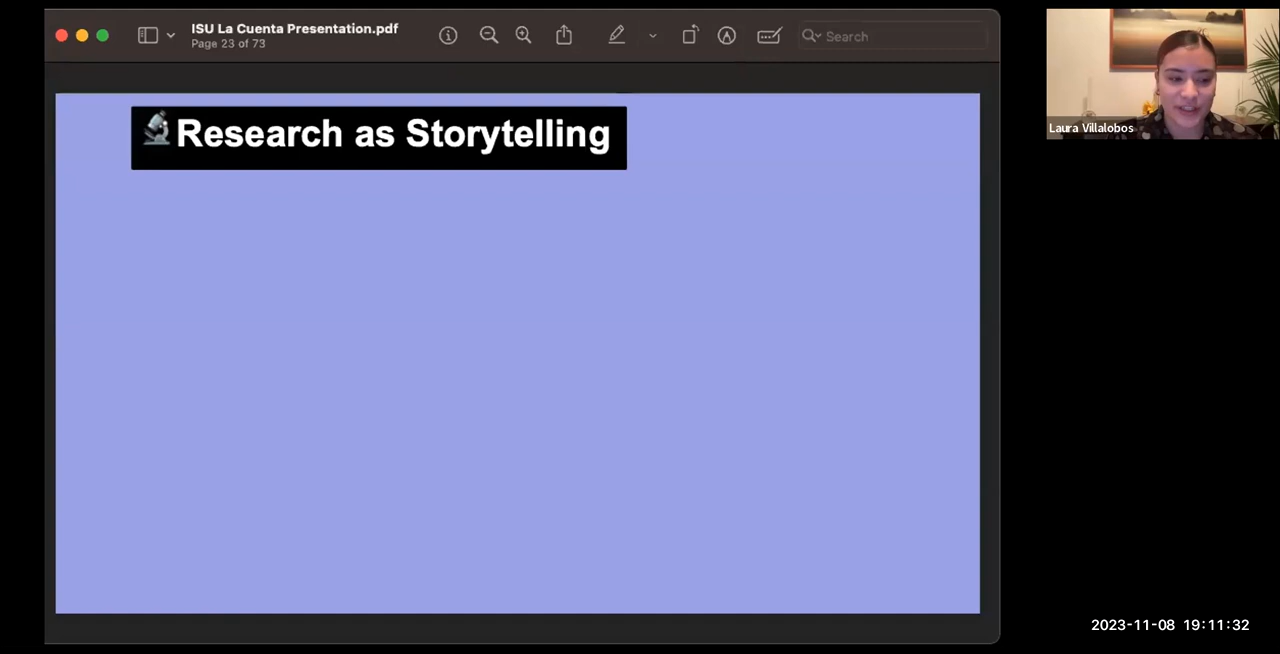 ISU La Cuenta Presentation.pdf
Page 23 of 73
Search
Research as Storytelling
Laura Villalobos
2023-11-08 19:11:32